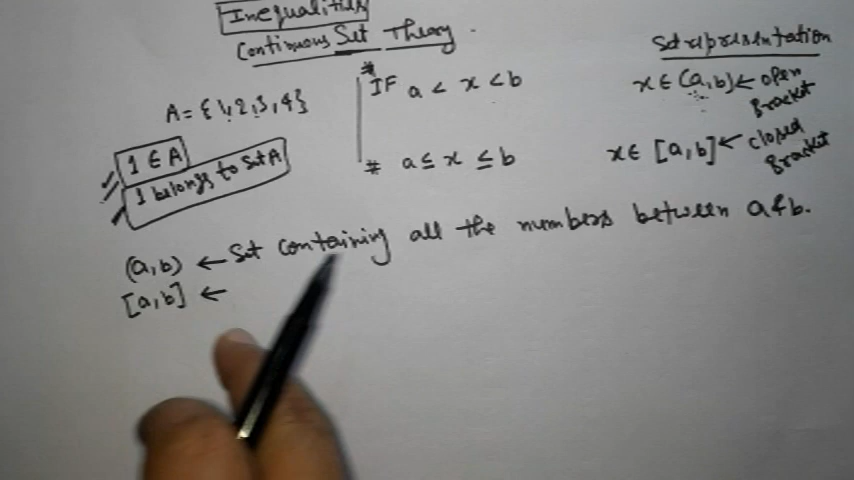 Inequalities
Continuous Set Theory.
Set representation
* IF a < x < b
x ∈ (a,b) ← open Bracket
A = {1,2,3,4}
1 ∈ A
1 belongs to Set A
* a ≤ x ≤ b
x ∈ [a,b] ← closed Bracket
(a,b) ← Set containing all the numbers between a & b.
[a,b] ←